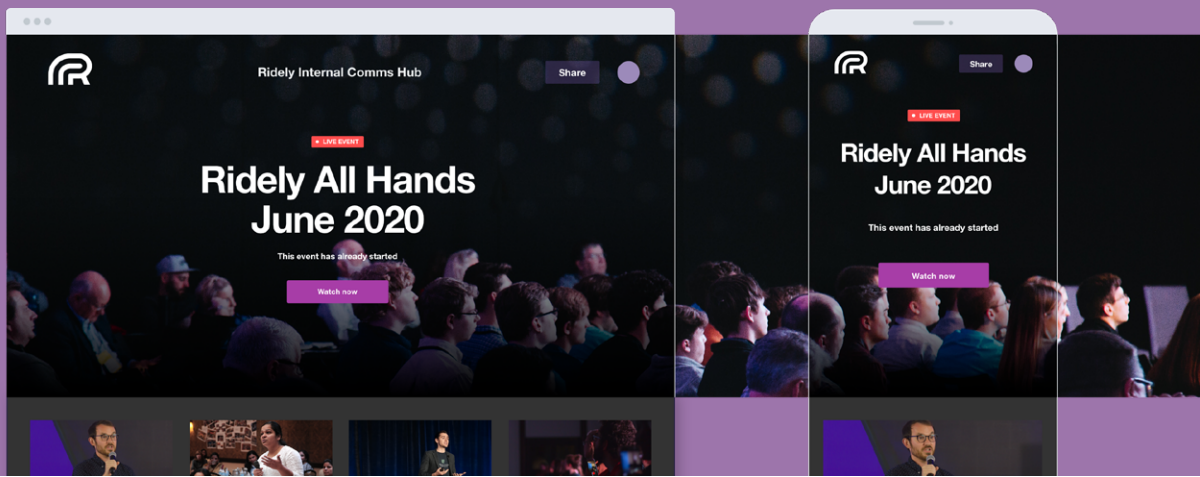 Ridely Internal Comms Hub
Share
LIVE EVENT
Ridely All Hands
June 2020
This event has already started
Watch now
Share
LIVE EVENT
Ridely All Hands
June 2020
This event has already started
Watch now